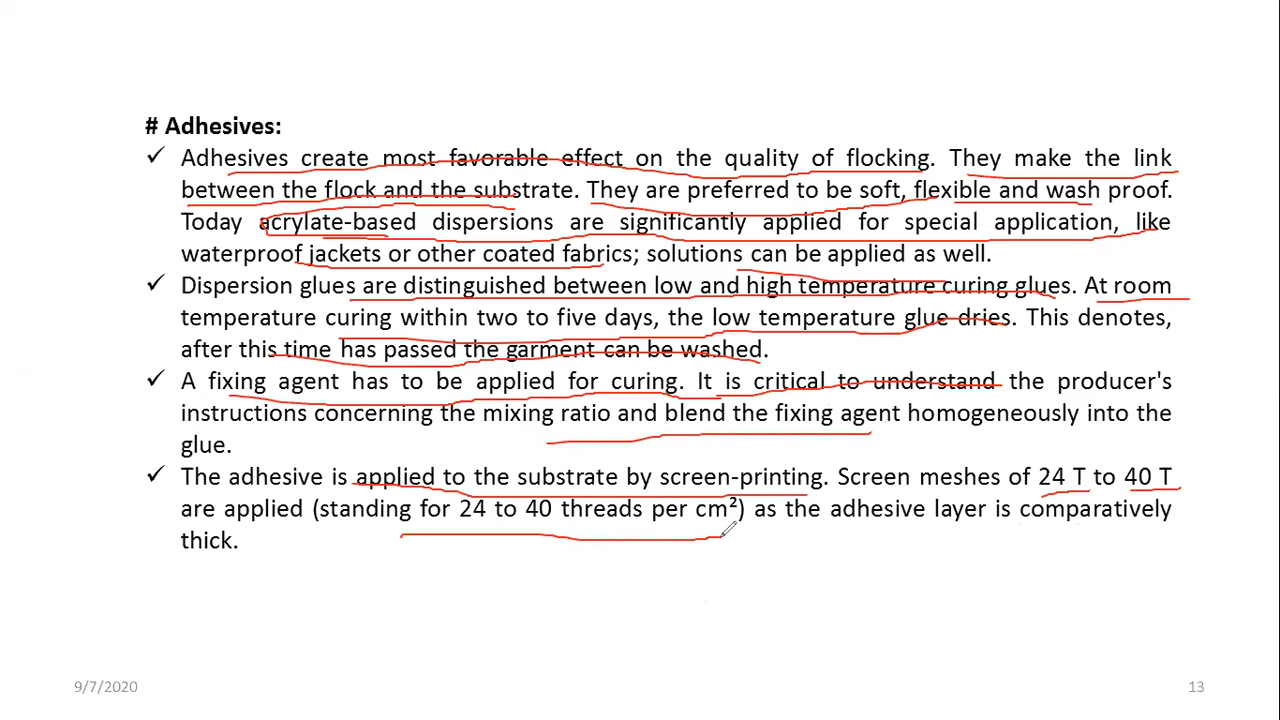 # Adhesives:
✓ Adhesives create most favorable effect on the quality of flocking. They make the link
between the flock and the substrate. They are preferred to be soft, flexible and wash proof.
Today acrylate-based dispersions are significantly applied for special application, like
waterproof jackets or other coated fabrics; solutions can be applied as well.
✓ Dispersion glues are distinguished between low and high temperature curing glues. At room
temperature curing within two to five days, the low temperature glue dries. This denotes,
after this time has passed the garment can be washed.
✓ A fixing agent has to be applied for curing. It is critical to understand the producer's
instructions concerning the mixing ratio and blend the fixing agent homogeneously into the
glue.
✓ The adhesive is applied to the substrate by screen-printing. Screen meshes of 24 T to 40 T
are applied (standing for 24 to 40 threads per cm²) as the adhesive layer is comparatively
thick.
9/7/2020
13